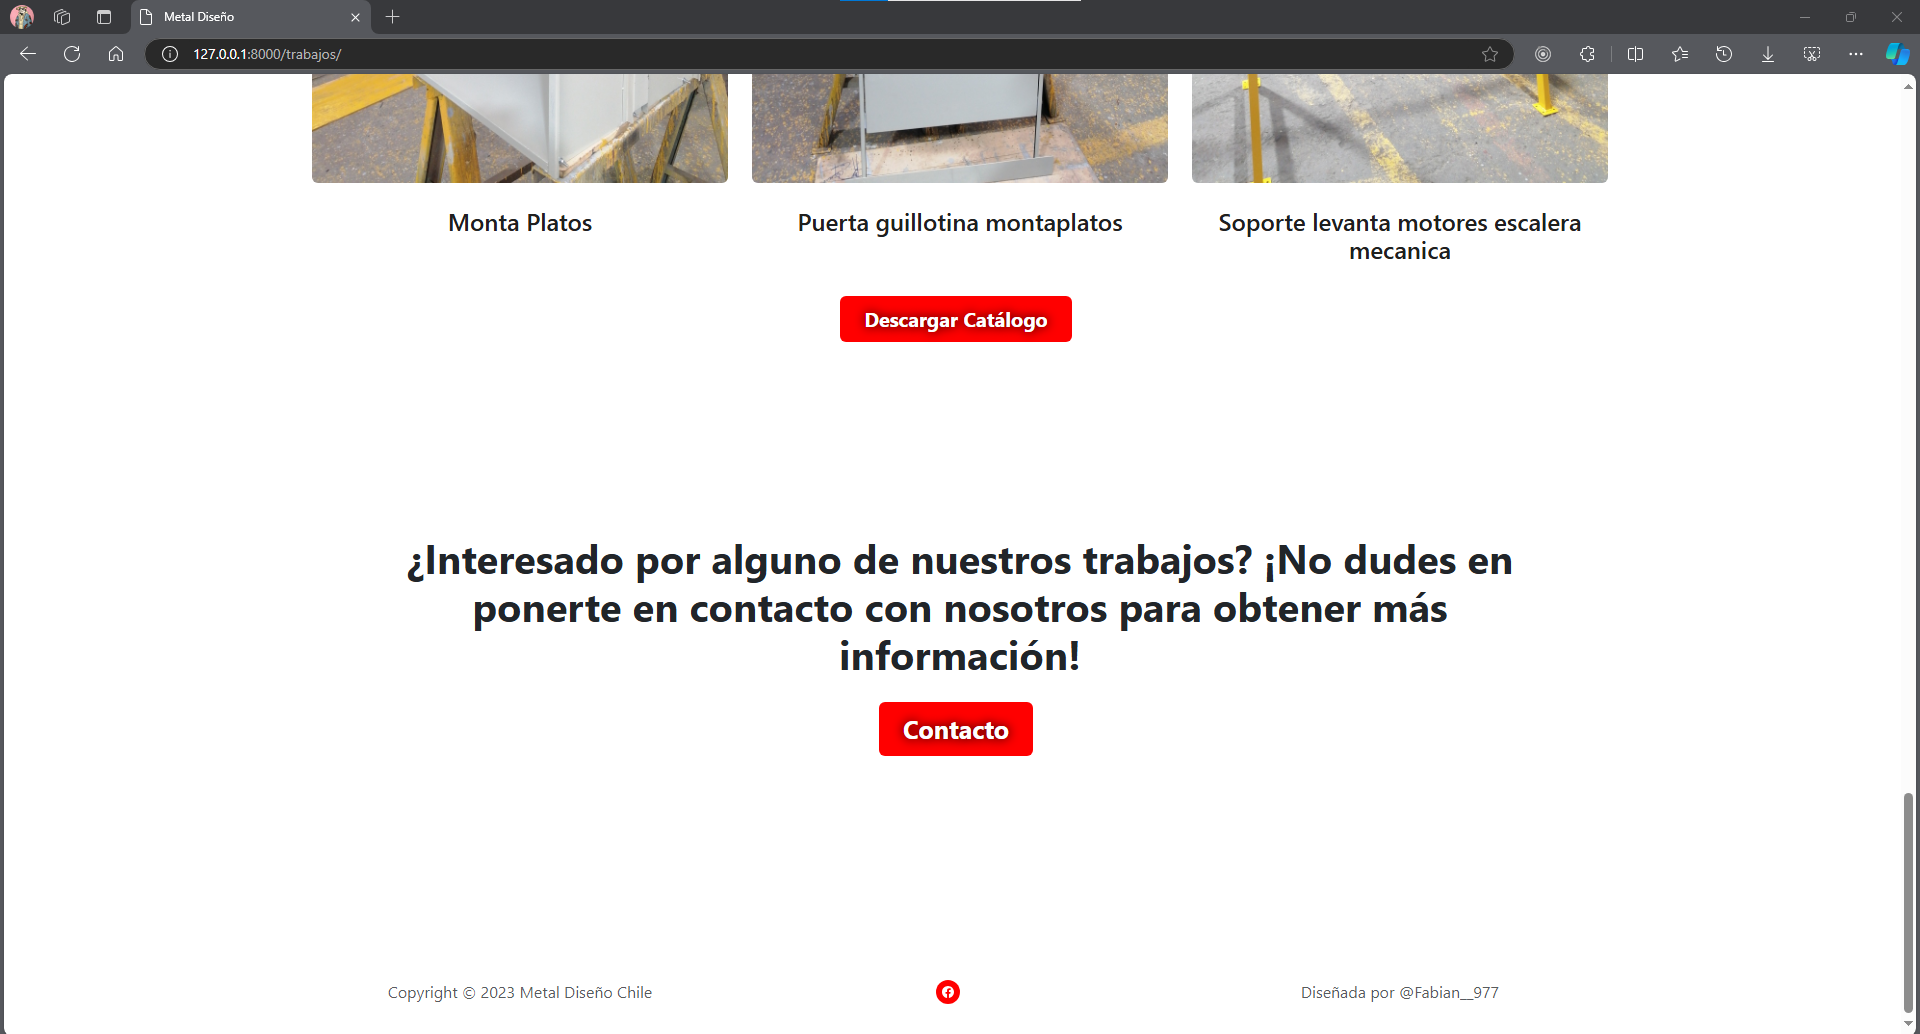 Metal Diseño
127.0.0.1:8000/trabajos/
Monta Platos
Puerta guillotina montaplatos
Soporte levanta motores escalera
mecanica
Descargar Catálogo
¿Interesado por alguno de nuestros trabajos? ¡No dudes en
ponerte en contacto con nosotros para obtener más
información!
Contacto
Copyright © 2023 Metal Diseño Chile
Diseñada por @Fabian__977